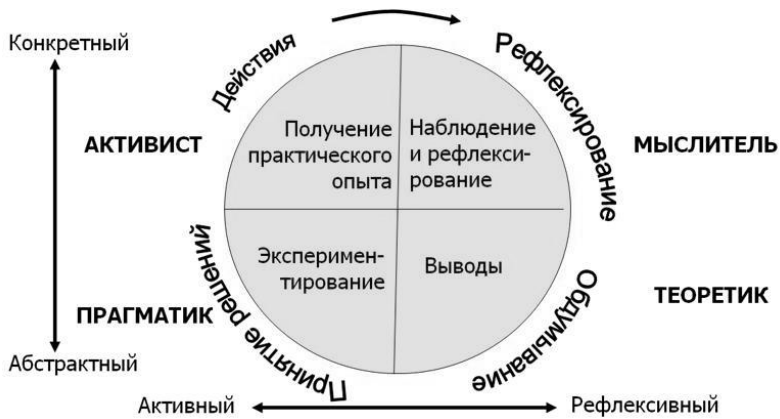 Конкретный
Действия
Рефлексирование
АКТИВИСТ
Получение
практического
опыта
Наблюдение
и рефлекси-
рование
МЫСЛИТЕЛЬ
Эксперимен-
тирование
Выводы
ПРАГМАТИК
Принятие решений
Обдумывание
ТЕОРЕТИК
Абстрактный
Активный
Рефлексивный